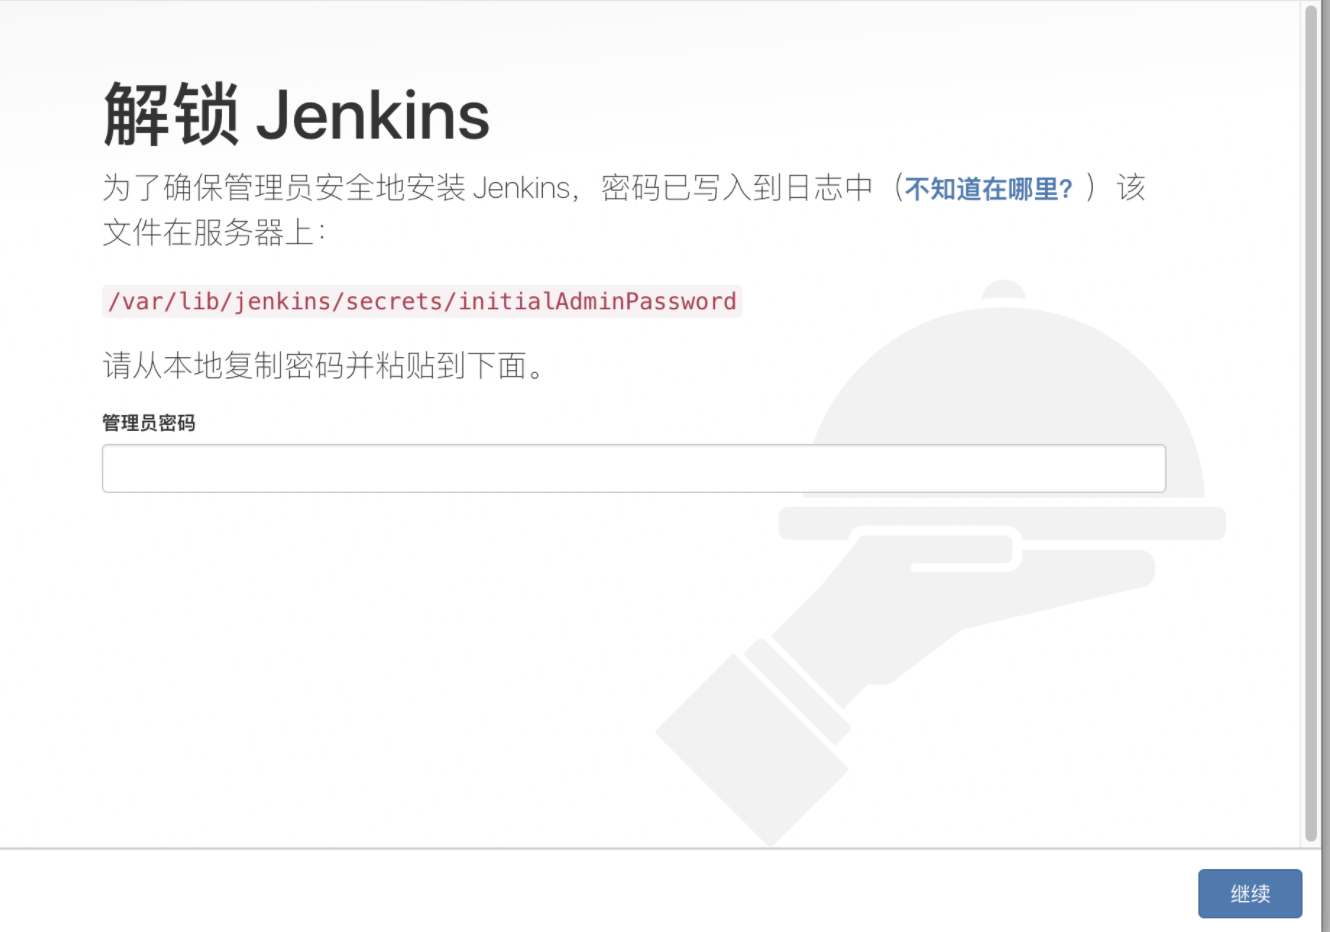 解锁 Jenkins
为了确保管理员安全地安装 Jenkins，密码已写入到日志中（不知道在哪里？）该
文件在服务器上：
/var/lib/jenkins/secrets/initialAdminPassword
请从本地复制密码并粘贴到下面。
管理员密码
继续